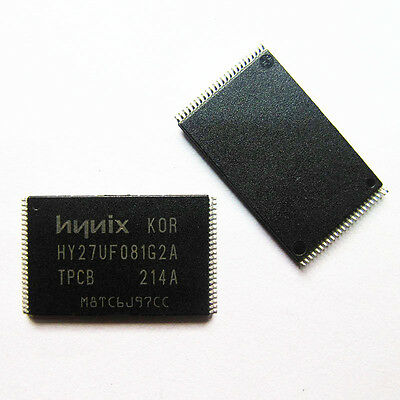 hynix KOR
HY27UF081G2A
TPCB 214A
M8TC6J97CC